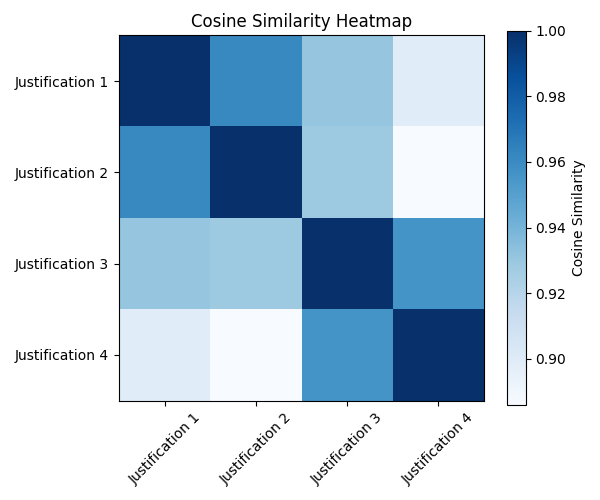 Cosine Similarity Heatmap
Justification 1
Justification 2
Justification 3
Justification 4
Justification 1
Justification 2
Justification 3
Justification 4
1.00
0.98
0.96
0.94
0.92
0.90
Cosine Similarity